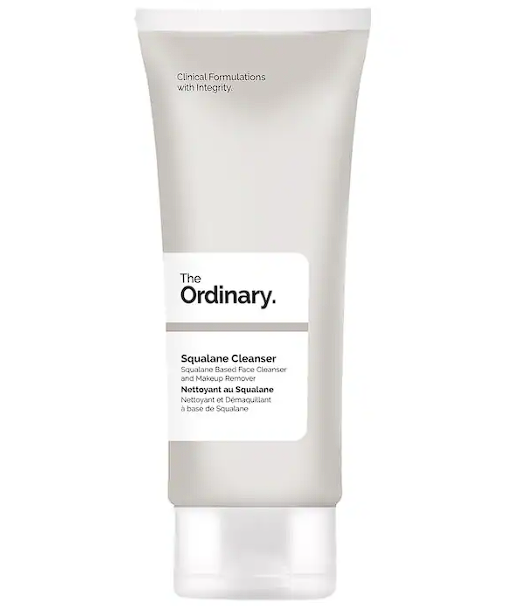 Clinical Formulations
with Integrity.
The
Ordinary.
Squalane Cleanser
Squalane Based Face Cleanser
and Makeup Remover
Nettoyant au Squalane
Nettoyant et Démaquillant
à base de Squalane